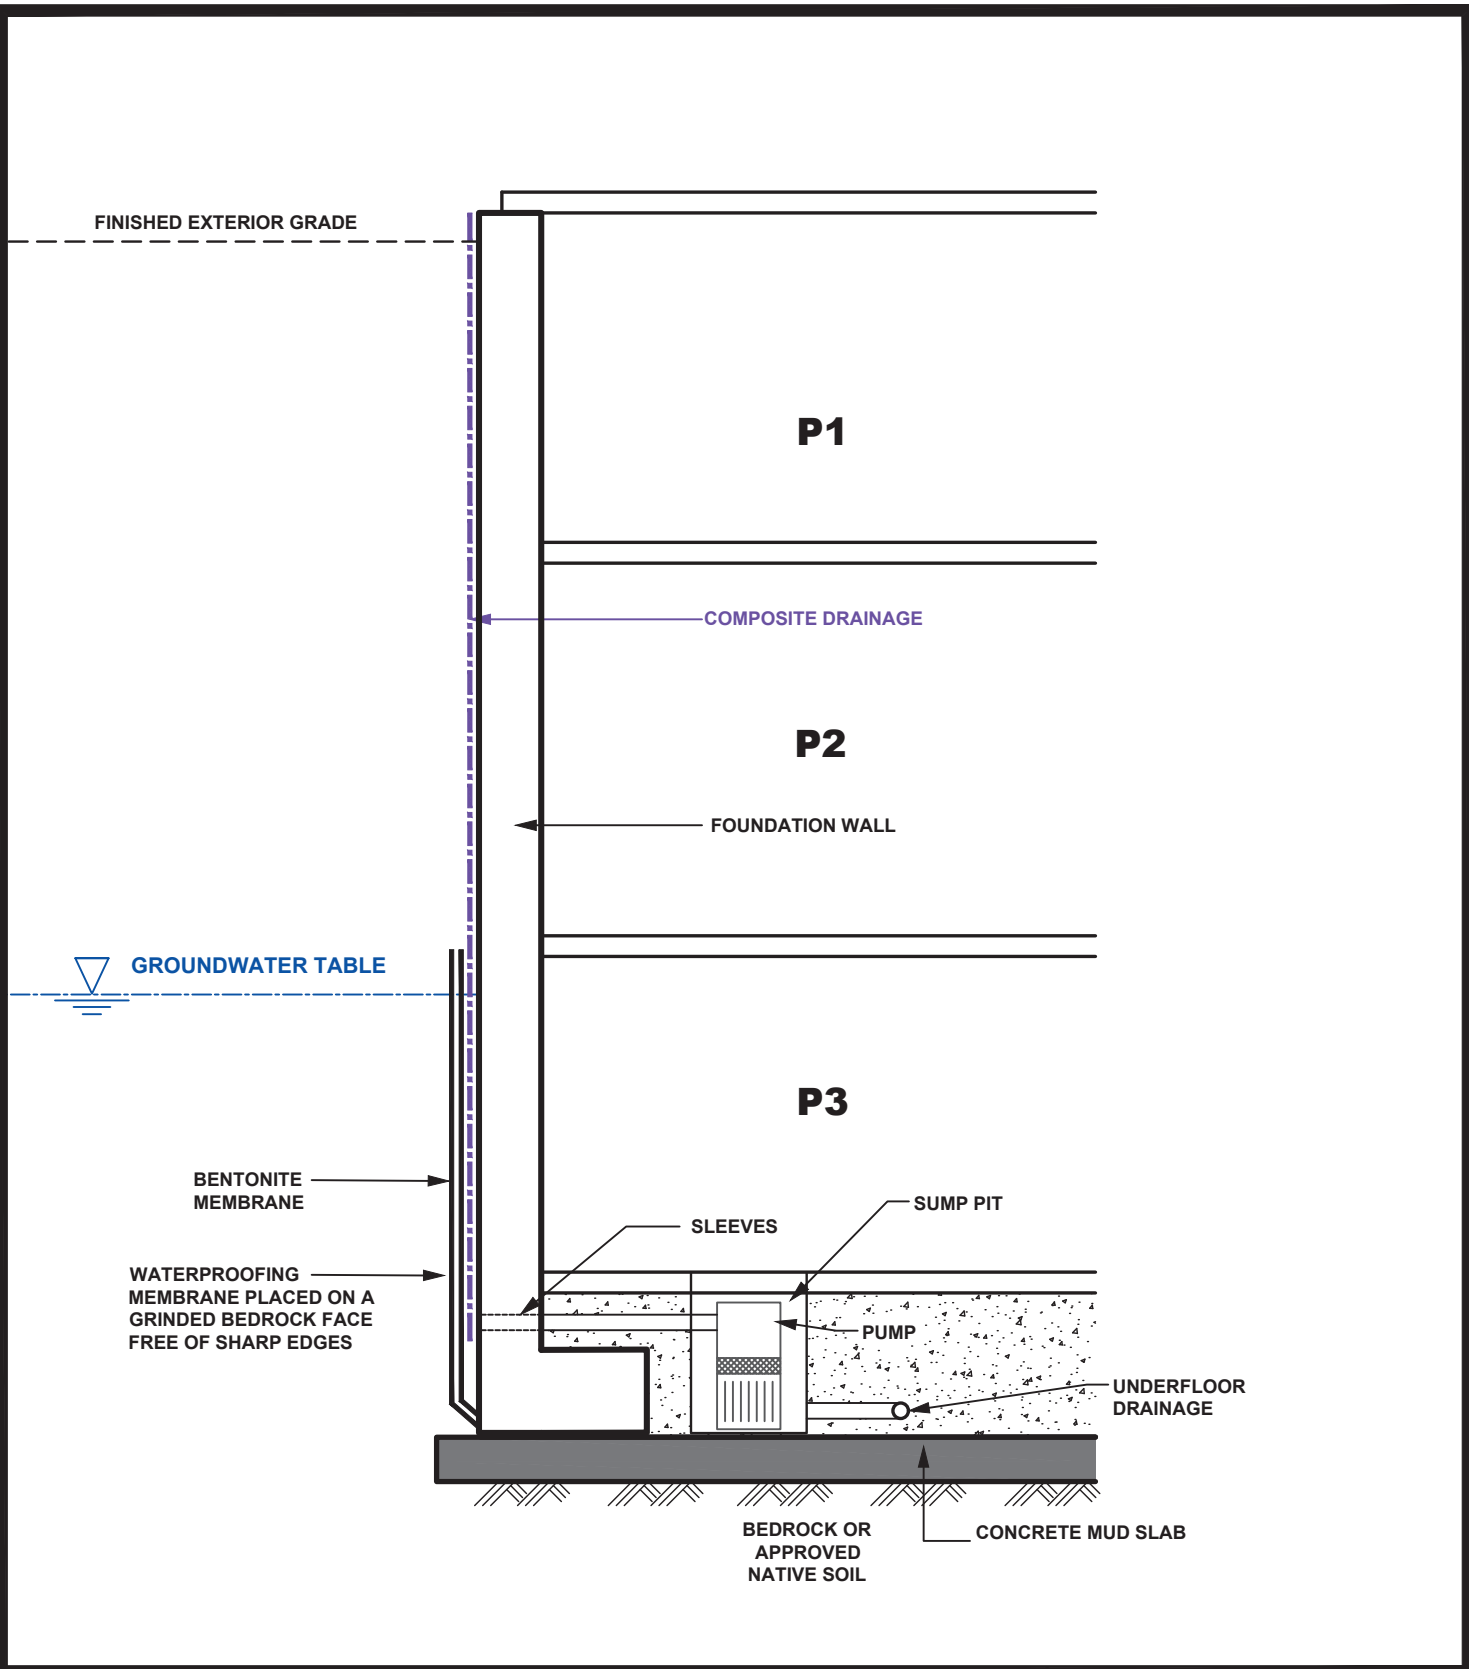 FINISHED EXTERIOR GRADE
P1
COMPOSITE DRAINAGE
P2
FOUNDATION WALL
GROUNDWATER TABLE
P3
BENTONITE
MEMBRANE
SUMP PIT
SLEEVES
WATERPROOFING
MEMBRANE PLACED ON A
GRINDED BEDROCK FACE
FREE OF SHARP EDGES
PUMP
UNDERFLOOR
DRAINAGE
BEDROCK OR
APPROVED
NATIVE SOIL
CONCRETE MUD SLAB